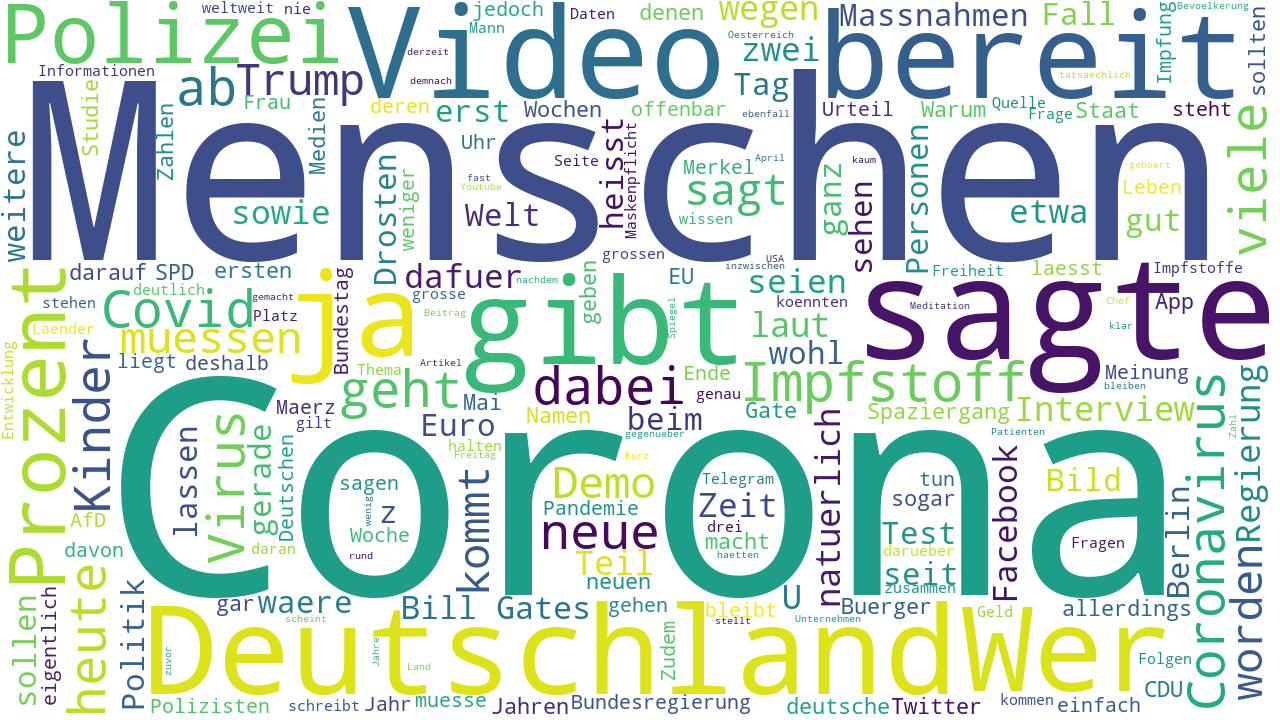 weltweit nie jedoch Daten denen wegen Massnahmen Fall Bevoelkerung
Polizei Video bereit
Mann Oesterreich zwei Impfung sollten
derzeit
Informationen ab Trump demnach Tag tatsaechlich
Studie Frau deren erst Wochen offenbar Urteil Warum Quelle Staat steht
Zahlen Medien Uhr ebenfall Frage viele
weitere Menschen
Drosten weniger fast Youtube Seite heisst Maskenpflicht Merkel April kaum gehoert
sowie Welt sagt wissen ganz sehen Personen etwa Leben gut
grossen USA
darauf SPD ersten dafuer nachdem EU inzwischen seien Freiheit laesst Impfstoffe
stehen deutlich gemacht Bundestag grosse geben koennten Meditation Chef App
Covid Platz ja Beitrag gibt Spiegel laut sagte klar
Laender muessen
Prozent liegt deshalb Artikel wohl
Entwicklung Kinder Thema geht dabei Ende genau Impfstoff Meinung bleiben
Maerz gilt Mai Namen beim Gate Spaziergang Interview Coronavirus Regierung
Euro gegenueber Patienten Zahl
lassen virus gerade Deutschen halten Freitag Kurz natuerlich
Corona
sagen wenige Demo Telegram Zeit tun Bild
AfD z Woche kommt Pandemie drei sogar Facebook Berlin
davon daran rund neue macht haetten Test darueber Fragen
Teil neuen seit zusammen worden
heute Politik gar waere Bill Gates gehen bleibt U Buerger Geld allerdings
sollen eigentlich scheint stellt Unternehmen
Deutschland Wer
zuvor Jahre Land Zudem Folgen
CDU
Polizisten schreibt Jahr muesse Jahren Bundesregierung deutsche Twitter kommen einfach